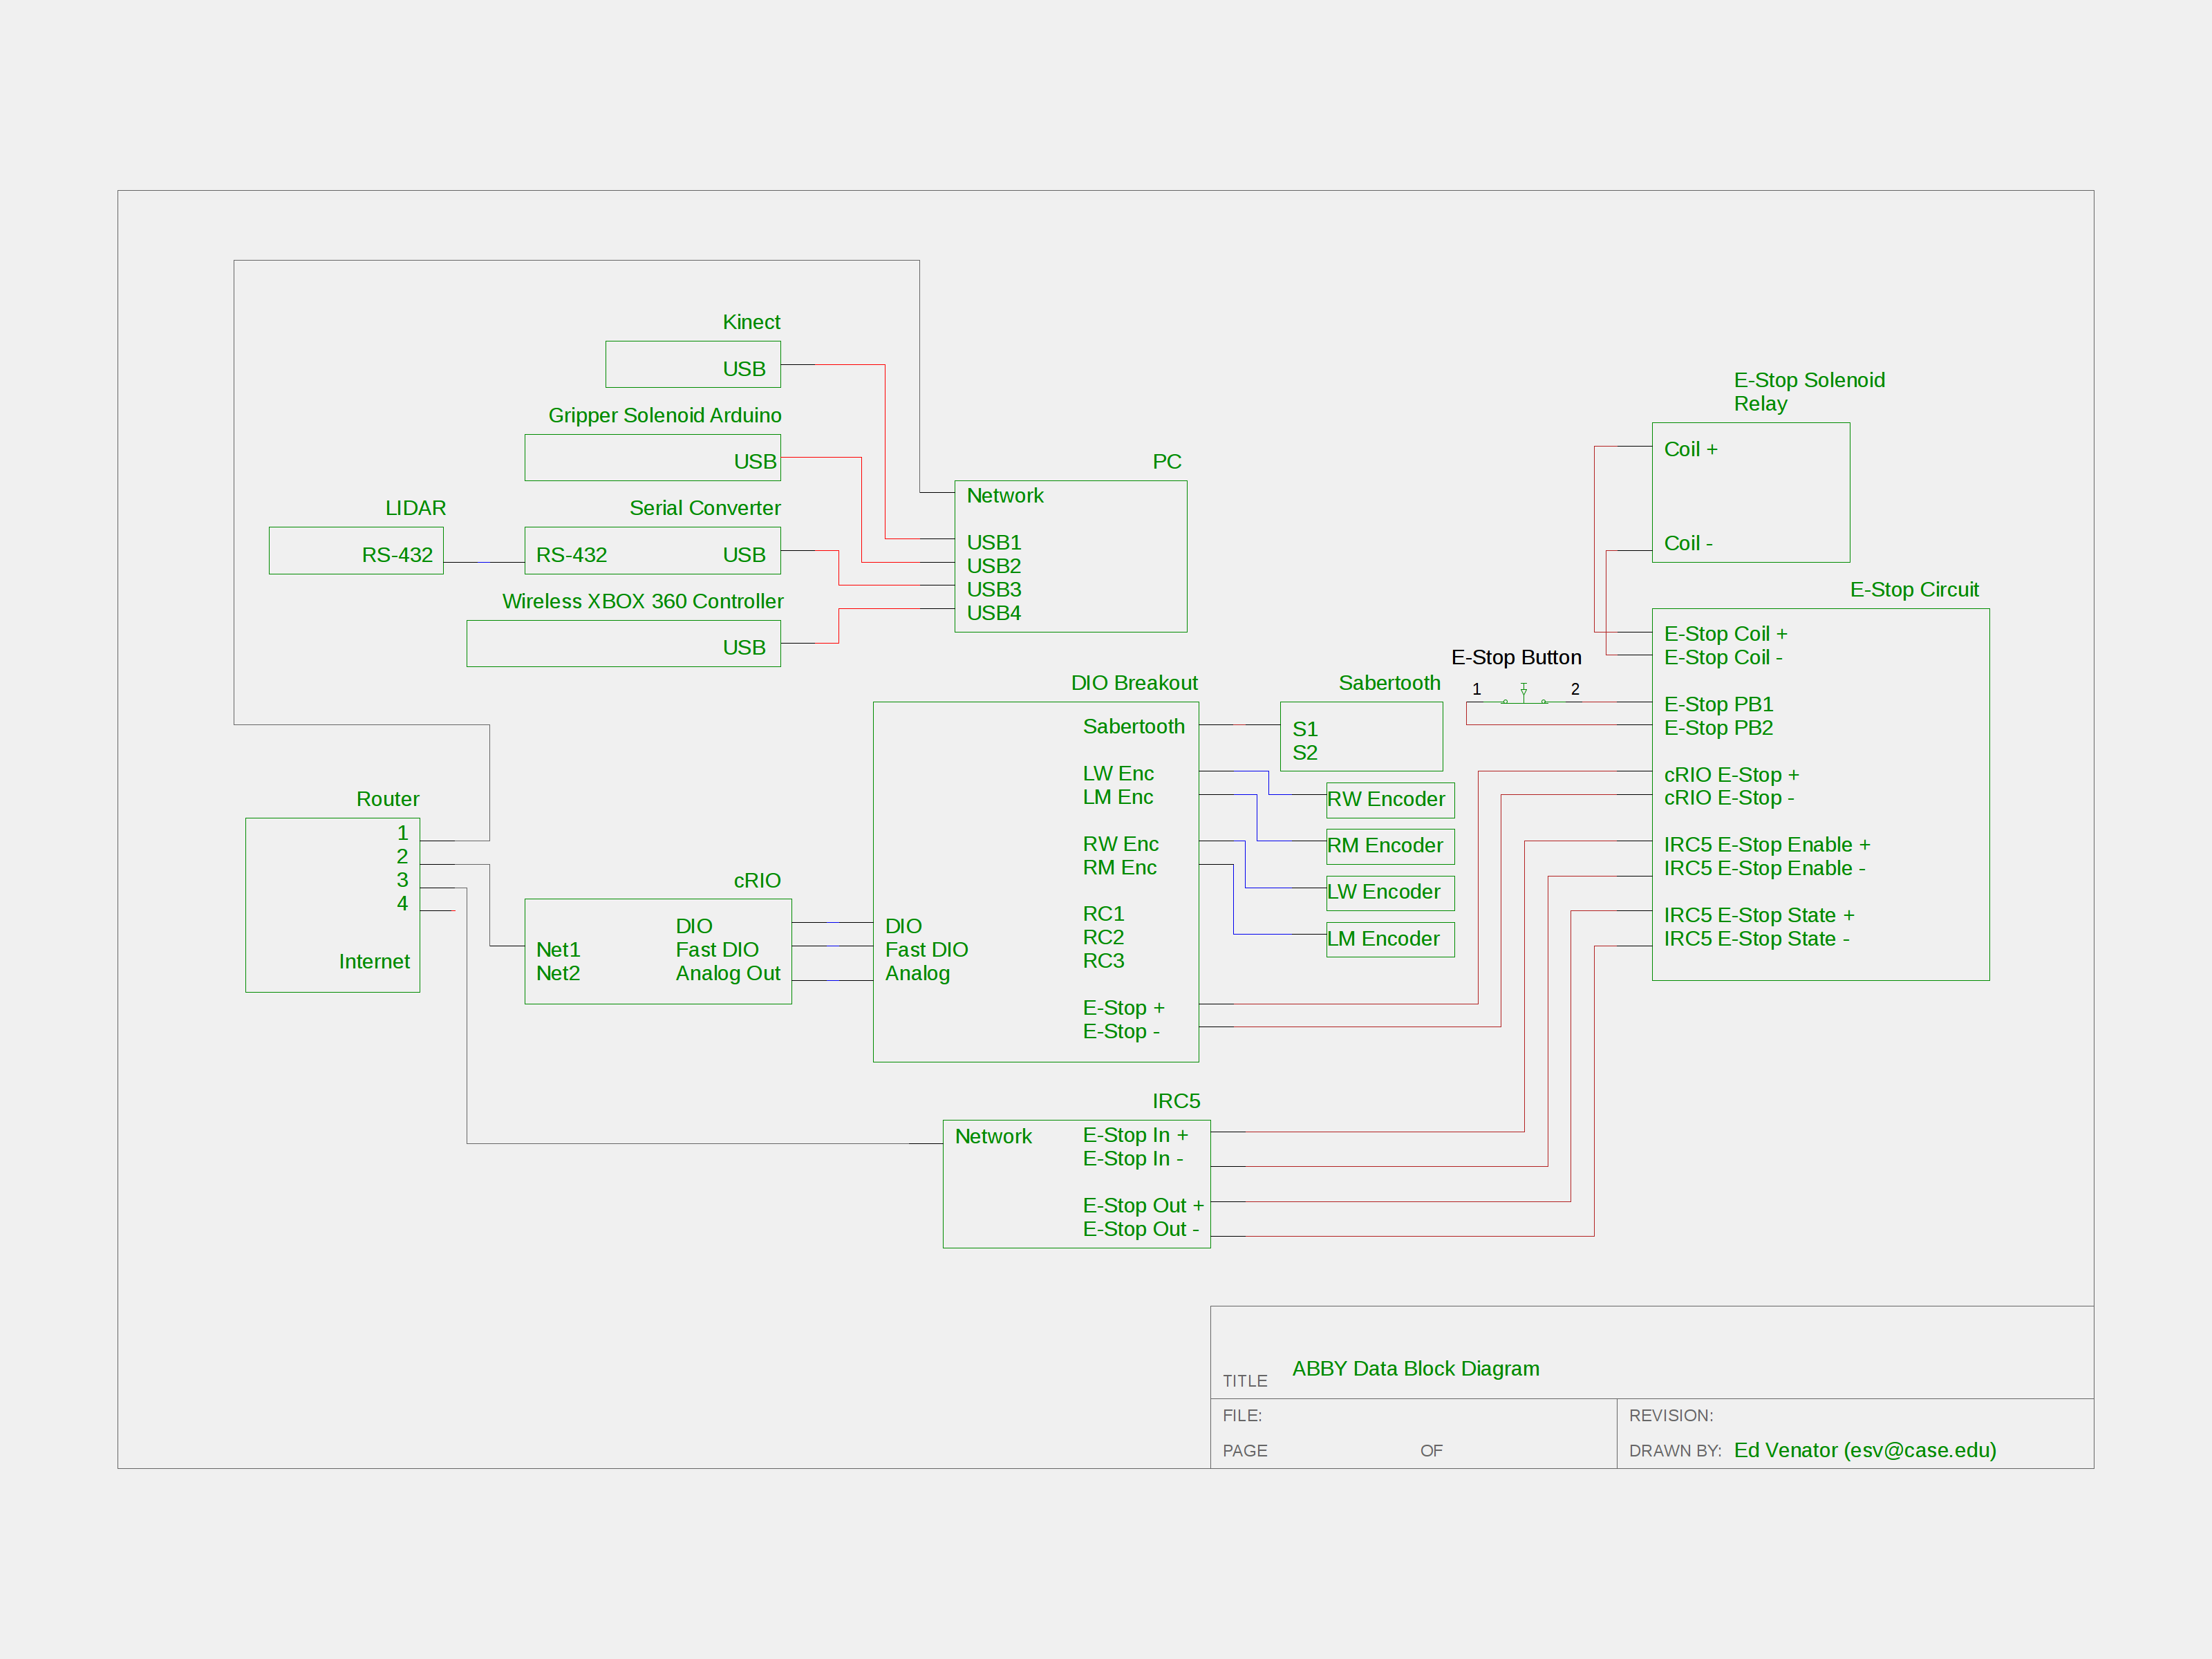 Kinect
USB
Gripper Solenoid Arduino
USB
LIDAR
RS-432
Serial Converter
RS-432 USB
Wireless XBOX 360 Controller
USB
PC
Network
USB1
USB2
USB3
USB4
E-Stop Solenoid
Relay
Coil +
Coil -
E-Stop Circuit
E-Stop Coil +
E-Stop Coil -
E-Stop PB1
E-Stop PB2
cRIO E-Stop +
cRIO E-Stop -
IRC5 E-Stop Enable +
IRC5 E-Stop Enable -
IRC5 E-Stop State +
IRC5 E-Stop State -
E-Stop Button
1 2
DIO Breakout
Sabertooth
LW Enc
LM Enc
RW Enc
RM Enc
RC1
RC2
RC3
E-Stop +
E-Stop -
DIO
Fast DIO
Analog
Sabertooth
S1
S2
RW Encoder
RM Encoder
LW Encoder
LM Encoder
Router
1
2
3
4
Internet
cRIO
Net1
Net2
DIO
Fast DIO
Analog Out
IRC5
Network
E-Stop In +
E-Stop In -
E-Stop Out +
E-Stop Out -
TITLE ABBY Data Block Diagram
FILE:
PAGE OF
REVISION:
DRAWN BY: Ed Venator (esv@case.edu)